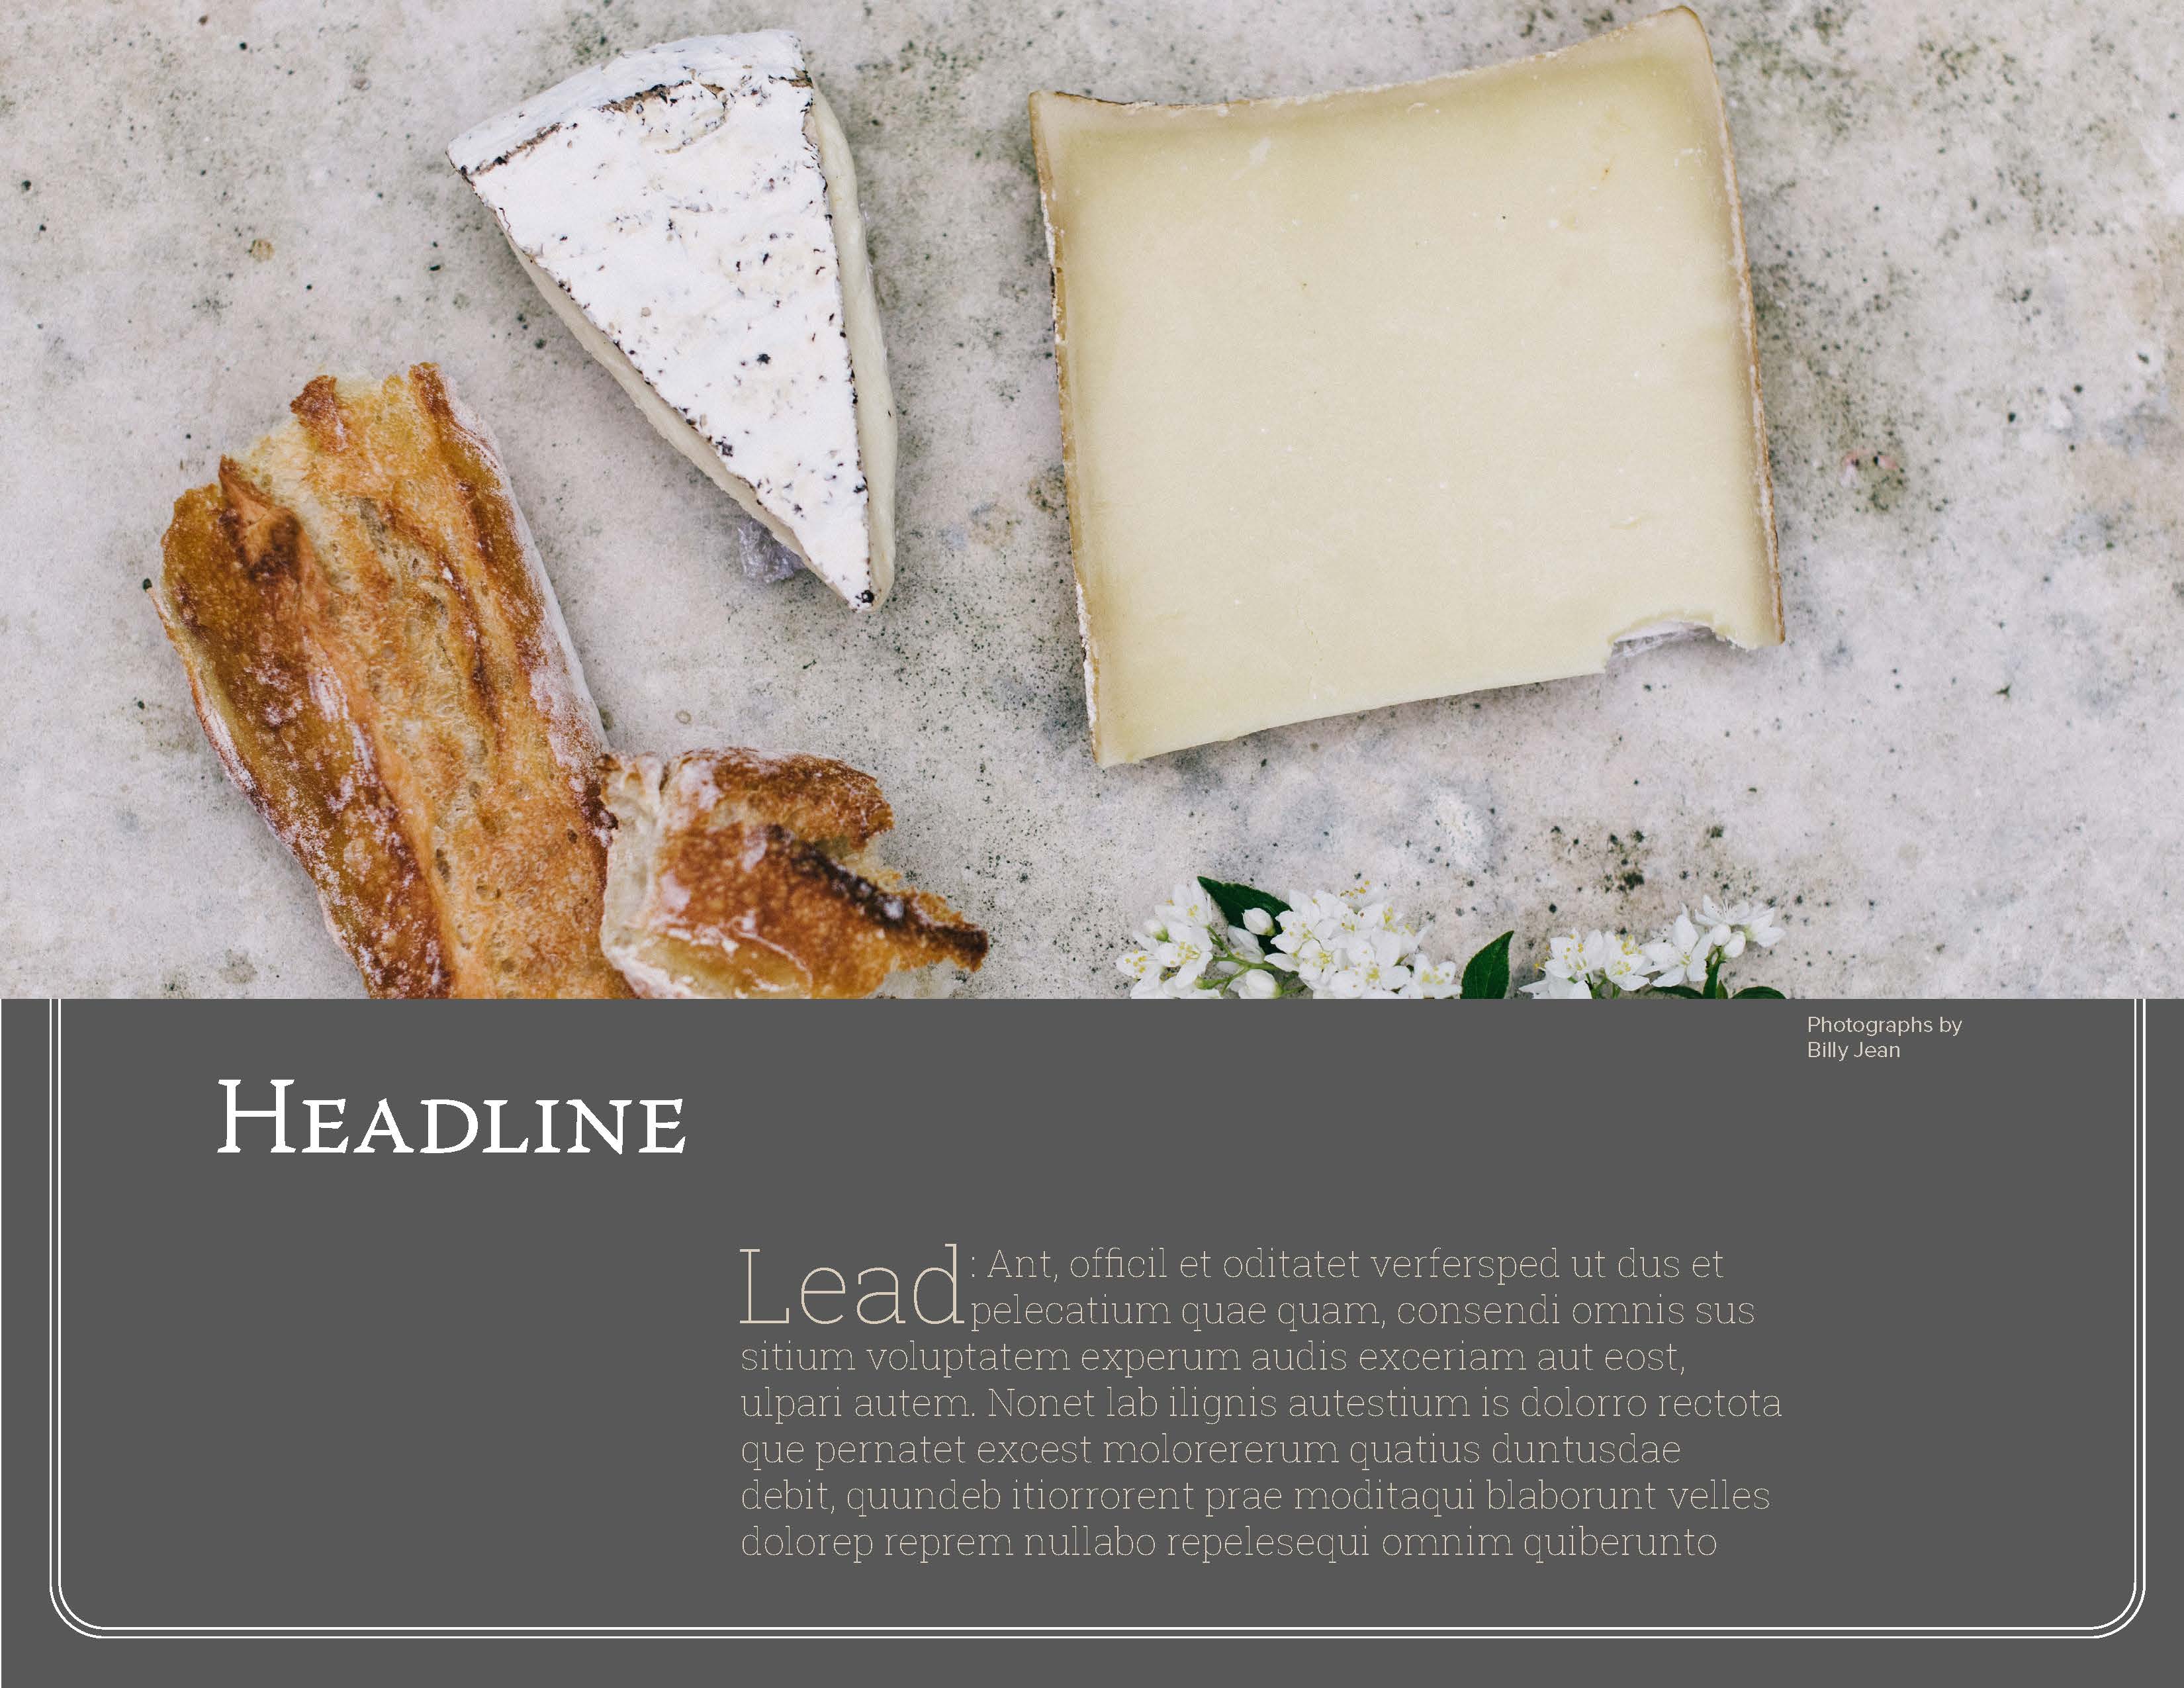 Photographs by
Billy Jean
Headline
Lead: Ant, officil et oditatet verfersped ut dus et
pelecatium quae quam, consendi omnis sus
sitium voluptatem experum audis exceriam aut eost,
ulpari autem. Nonet lab ilignis autestium is dolorro rectota
que pernatet excest molorererum quatius duntusdae
debit, quundeb itiorrorent prae moditaqui blaborunt velles
dolorep reprem nullabo repelesequi omnim quiberunto